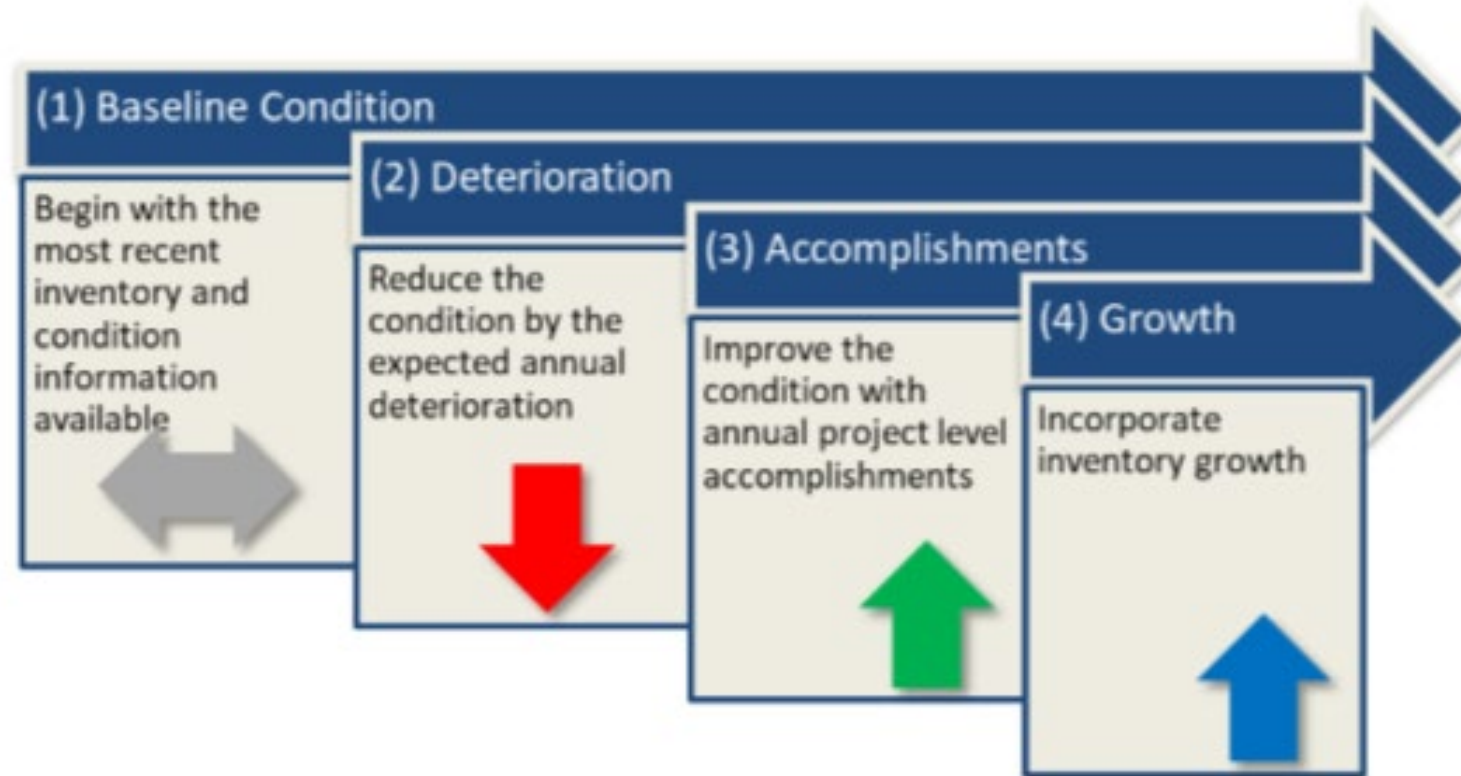 (1) Baseline Condition
Begin with the
most recent
inventory and
condition
information
available
(2) Deterioration
Reduce the
condition by the
expected annual
deterioration
(3) Accomplishments
Improve the
condition with
annual project level
accomplishments
(4) Growth
Incorporate
inventory growth